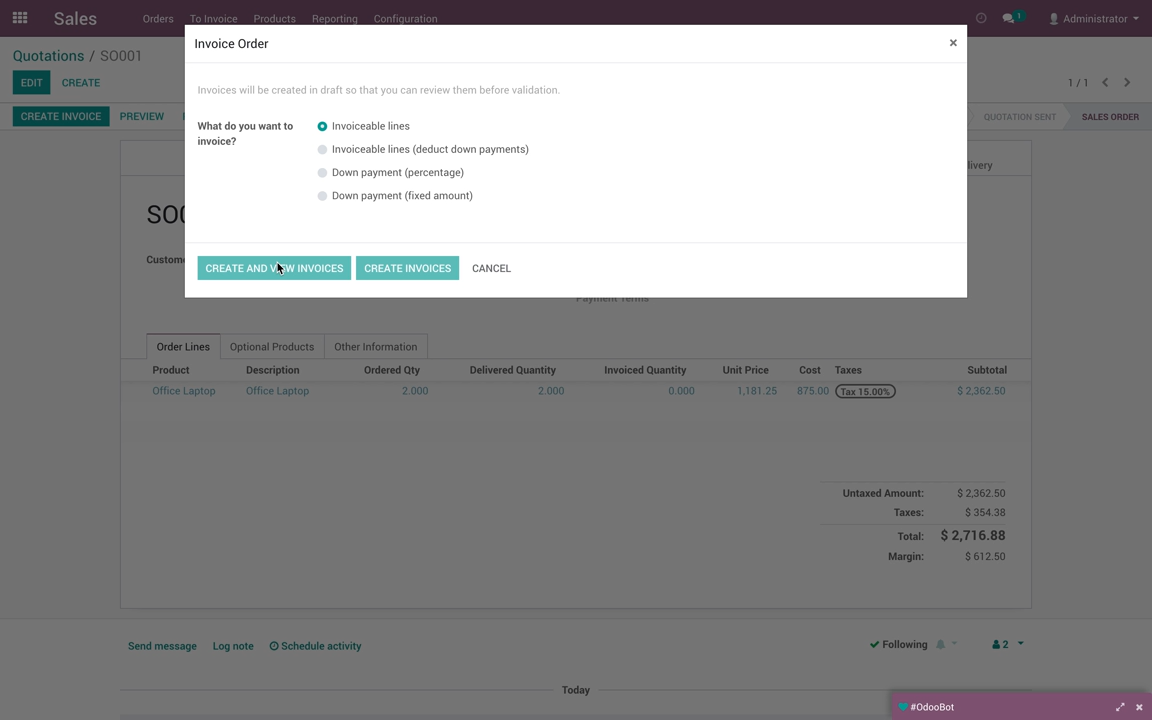 Sales
Orders
To Invoice
Products
Reporting
Configuration
1
Administrator
Invoice Order
×
Quotations / SO001
EDIT
CREATE
1 / 1
Invoices will be created in draft so that you can review them before validation.
CREATE INVOICE
PREVIEW
QUOTATION SENT
SALES ORDER
What do you want to
invoice?
Invoiceable lines
Invoiceable lines (deduct down payments)
Down payment (percentage)
Down payment (fixed amount)
CREATE AND VIEW INVOICES
CREATE INVOICES
CANCEL
Payment Terms
Order Lines
Optional Products
Other Information
Product
Description
Ordered Qty
Delivered Quantity
Invoiced Quantity
Unit Price
Cost
Taxes
Subtotal
Office Laptop
Office Laptop
2.000
2.000
0.000
1,181.25
875.00
Tax 15.00%
$ 2,362.50
Untaxed Amount: $ 2,362.50
Taxes: $ 354.38
Total: $ 2,716.88
Margin: $ 612.50
Send message
Log note
Schedule activity
Following
2
Today
#OdooBot